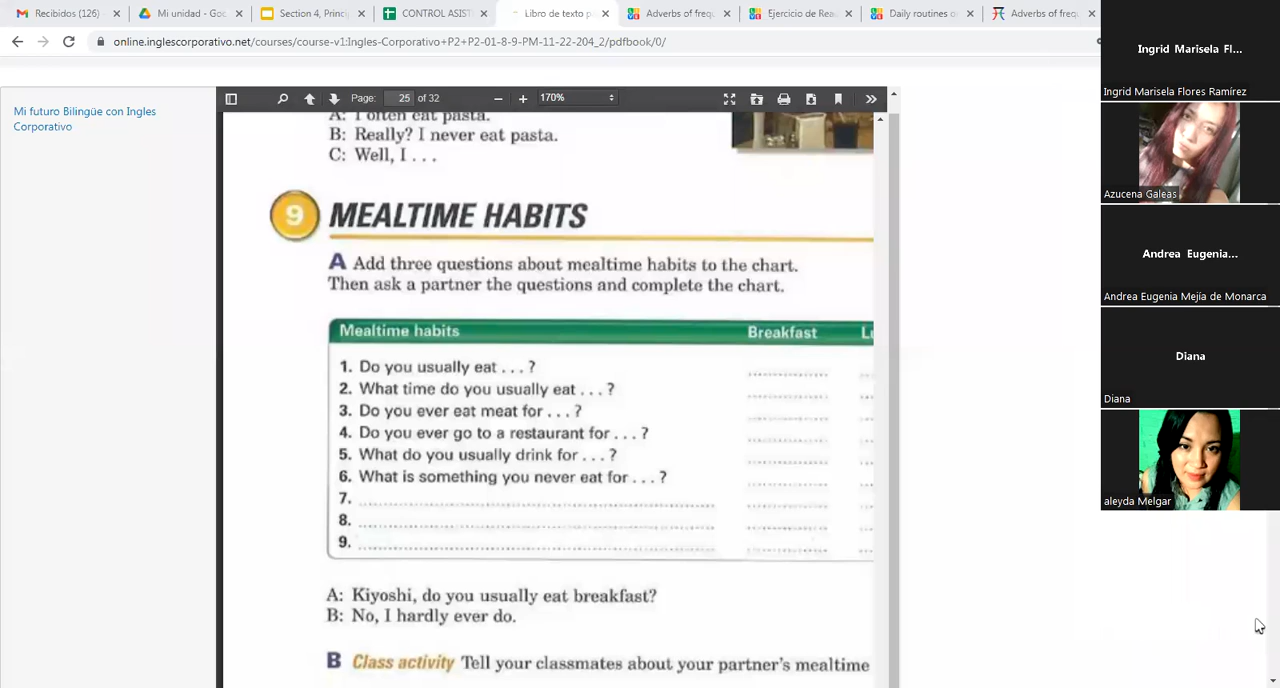 Recibidos (126)
Mi unidad - Goo
Secion 4, Princi
CONTROL ASIST
Libro de texto p
Adverbs of frequ
Ejercicio de Rea
Daily routines o
Adverbs of freq
online.inglescorporativo.net/courses/course-v1:Ingles-Corporativo+P2+P2-01-8-9-PM-11-22-204_2/pdfbook/0/
Mi futuro Bilingüe con Ingles
Corporativo
Page: 25 of 32
170%
A: I often eat pasta.
B: Really? I never eat pasta.
C: Well, I . . .
9 MEALTIME HABITS
A Add three questions about mealtime habits to the chart.
Then ask a partner the questions and complete the chart.
Mealtime habits Breakfast Lu
1. Do you usually eat . . . ?
2. What time do you usually eat . . . ?
3. Do you ever eat meat for . . . ?
4. Do you ever go to a restaurant for . . . ?
5. What do you usually drink for . . . ?
6. What is something you never eat for . . . ?
7.
8.
9.
A: Kiyoshi, do you usually eat breakfast?
B: No, I hardly ever do.
B Class activity Tell your classmates about your partner's mealtime
Ingrid Marisela Fl...
Ingrid Marisela Flores Ramírez
Azucena Galeas
Andrea Eugenia...
Andrea Eugenia Mejía de Monarca
Diana
Diana
aleyda Melgar